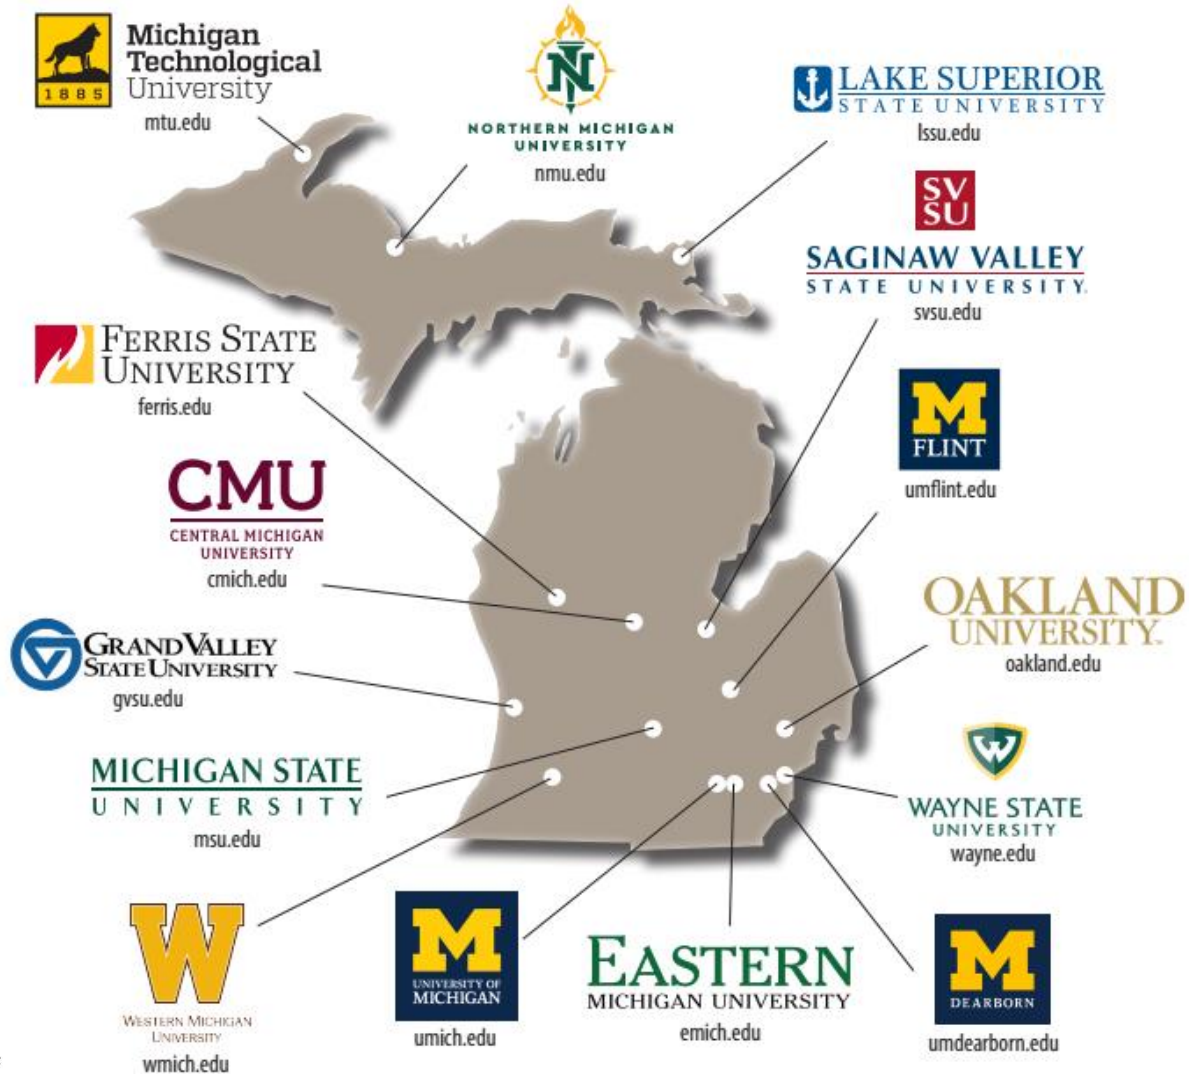 Michigan
Technological
University
1885
mtu.edu
N
NORTHERN MICHIGAN
UNIVERSITY
nmu.edu
LAKE SUPERIOR
STATE UNIVERSITY
lssu.edu
SV
SU
SAGINAW VALLEY
STATE UNIVERSITY.
svsu.edu
FERRIS STATE
UNIVERSITY
ferris.edu
M
FLINT
umflint.edu
CMU
CENTRAL MICHIGAN
UNIVERSITY
cmich.edu
OAKLAND
UNIVERSITY™
oakland.edu
GRAND VALLEY
STATE UNIVERSITY
gvsu.edu
MICHIGAN STATE
UNIVERSITY
msu.edu
W
WAYNE STATE
UNIVERSITY
wayne.edu
W
WESTERN MICHIGAN
UNIVERSITY
wmich.edu
M
UNIVERSITY OF
MICHIGAN
umich.edu
EASTERN
MICHIGAN UNIVERSITY
emich.edu
M
DEARBORN
umdearborn.edu